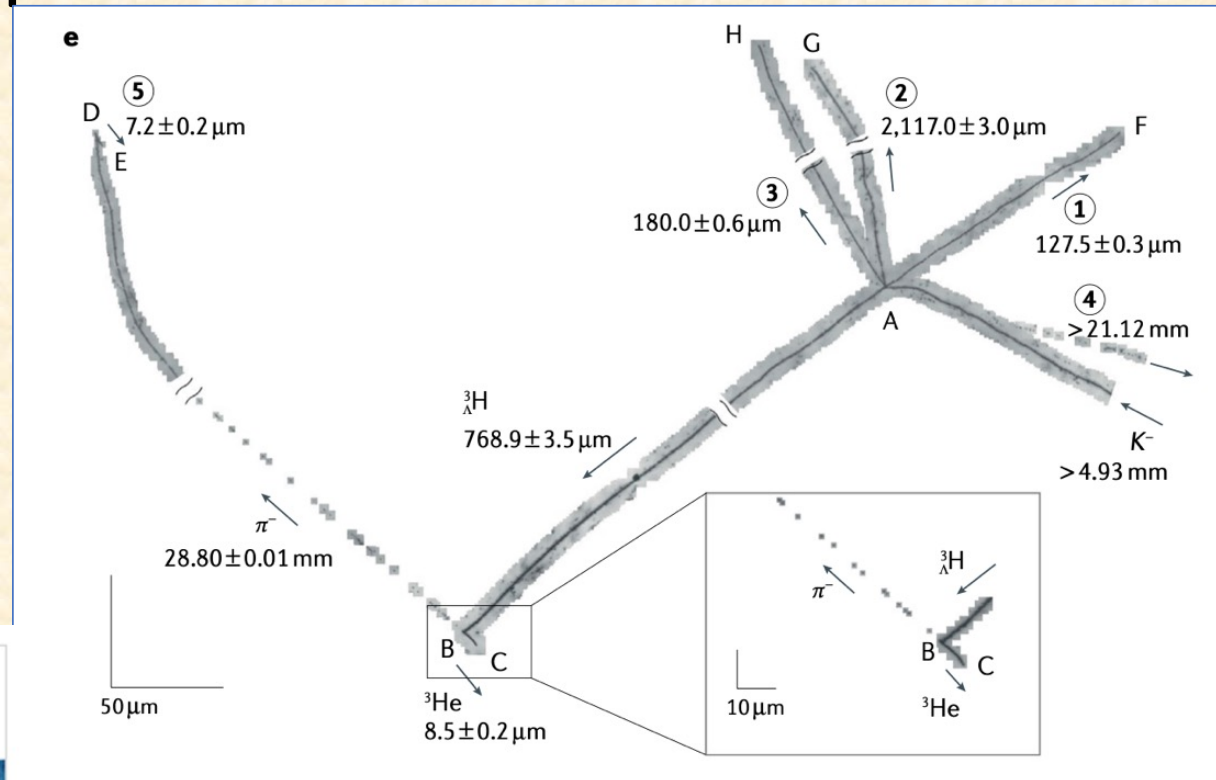 e
H
G
D
⑤
7.2±0.2 μm
E
②
2,117.0±3.0 μm
F
③
180.0±0.6 μm
①
127.5±0.3 μm
A
④
>21.12 mm
K⁻
>4.93 mm
³ΛH
768.9±3.5 μm
π⁻
28.80±0.01 mm
B
C
³He
8.5±0.2 μm
50 μm
³ΛH
π⁻
B
C
³He
10 μm